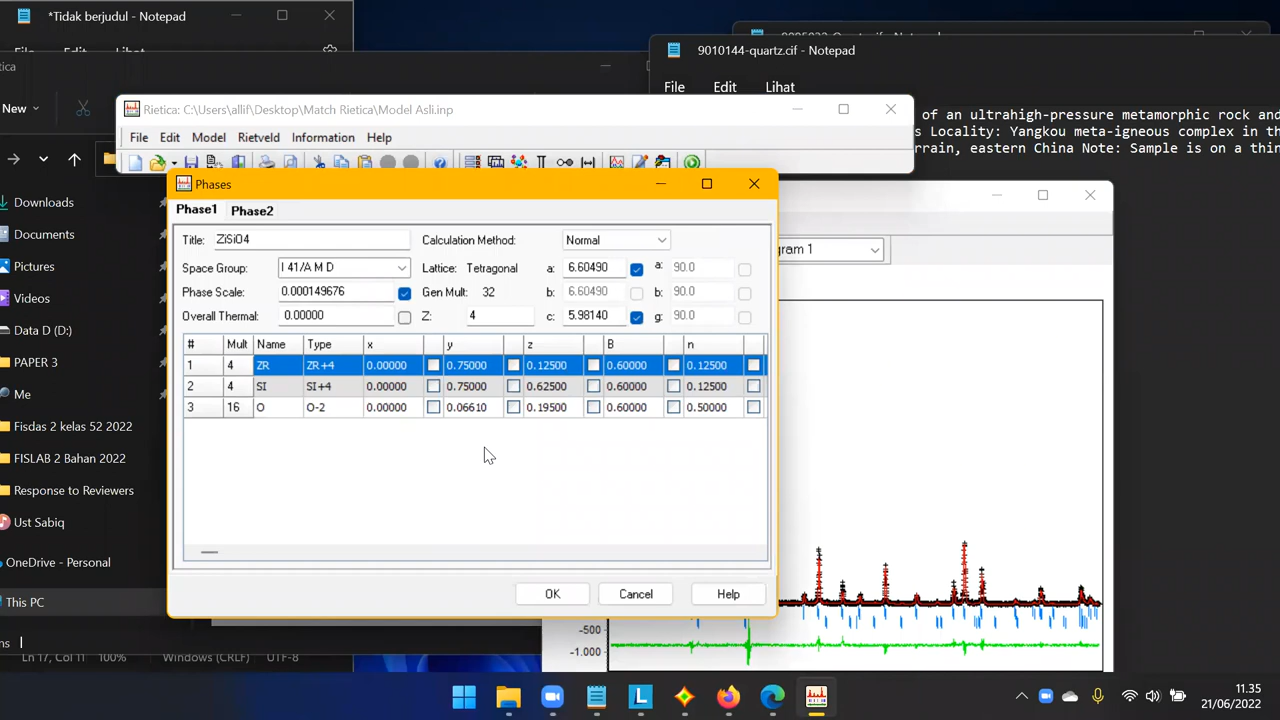 *Tidak berjudul - Notepad
File Edit Lihat
9010144-quartz.cif - Notepad
File Edit Lihat
of an ultrahigh-pressure metamorphic rock and
s Locality: Yangkou meta-igneous complex in the
rrain, eastern China Note: Sample is on a thin
New
Rietica: C:\Users\allif\Desktop\Match Rietica\Model Asli.inp
File Edit Model Rietveld Information Help
Downloads
Documents
Pictures
Videos
Data D (D:)
PAPER 3
Me
Fisdas 2 kelas 52 2022
FISLAB 2 Bahan 2022
Response to Reviewers
Ust Sabiq
OneDrive - Personal
This PC
Phases
Phase1 Phase2
Title: ZiSiO4 Calculation Method: Normal
Space Group: I 41/A M D Lattice: Tetragonal a: 6.60490 a: 90.0
Phase Scale: 0.000149676 Gen Mult: 32 b: 6.60490 b: 90.0
Overall Thermal: 0.00000 Z: 4 c: 5.98140 g: 90.0
# Mult Name Type x y z B n
1 4 ZR ZR+4 0.00000 0.75000 0.12500 0.60000 0.12500
2 4 SI SI+4 0.00000 0.75000 0.62500 0.60000 0.12500
3 16 O O-2 0.00000 0.06610 0.19500 0.60000 0.50000
OK Cancel Help
gram 1
-500
-1.000
Ln 17, Col 11 100% Windows (CRLF) UTF-8
11.35
21/06/2022